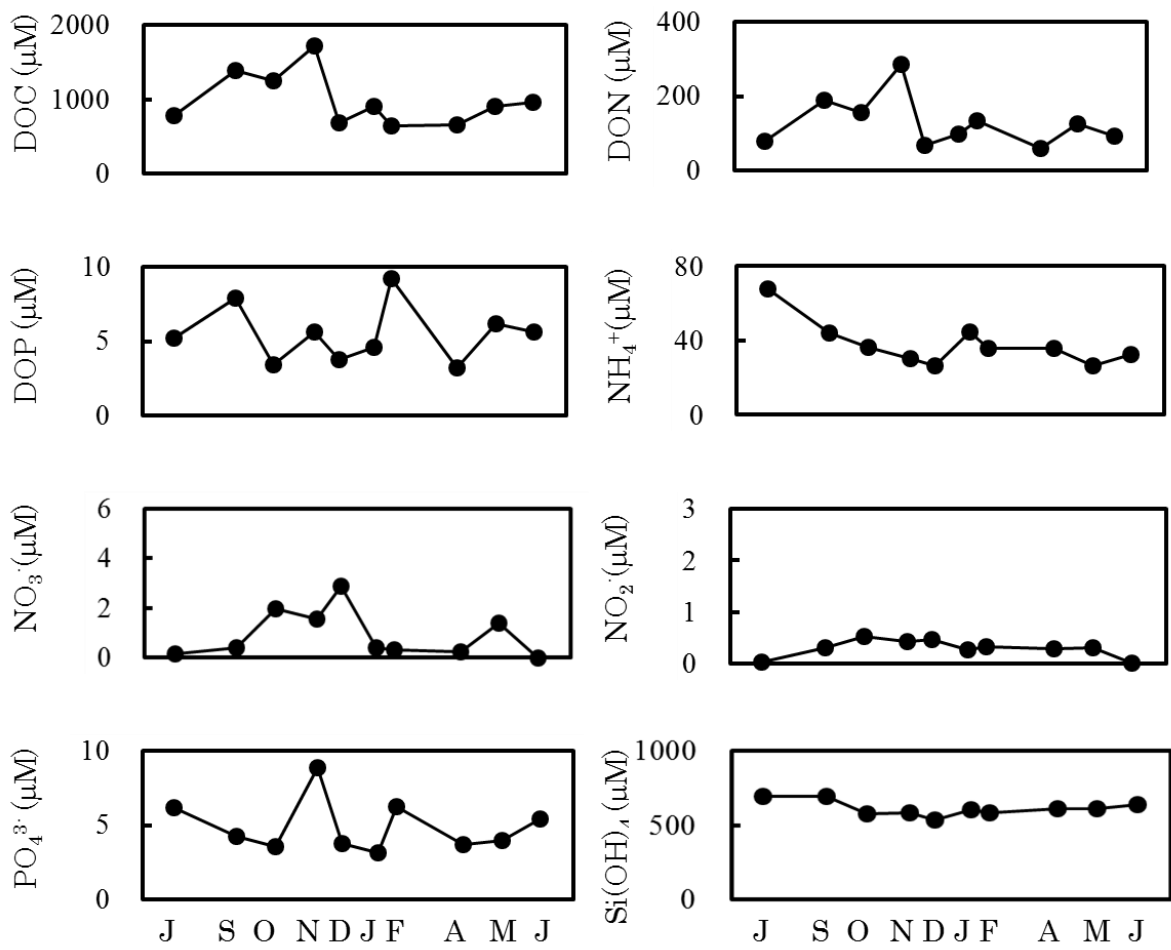 DOC (μM)
2000
1000
0
DON (μM)
400
200
0
DOP (μM)
10
5
0
NH₄⁺(μM)
80
40
0
NO₃⁻(μM)
6
4
2
0
NO₂⁻(μM)
3
2
1
0
PO₄³⁻(μM)
10
5
0
J S O N D J F A M J
Si(OH)₄ (μM)
1000
500
0
J S O N D J F A M J